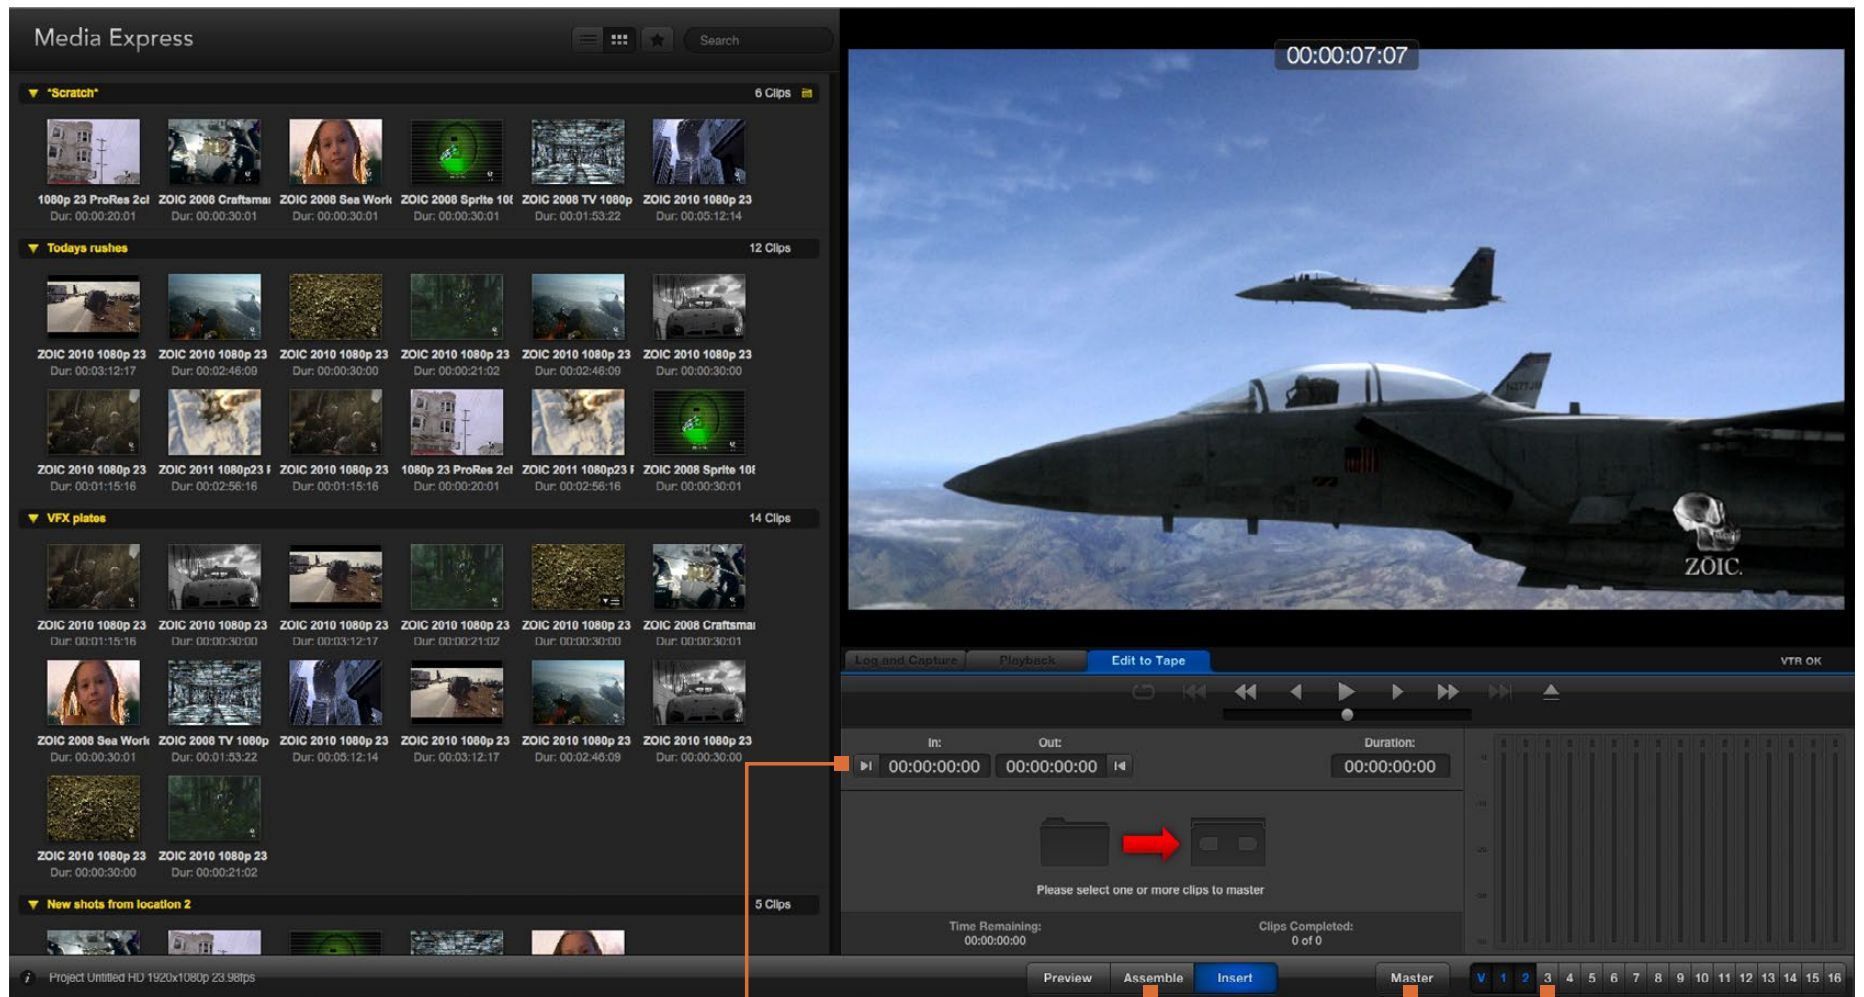 Media Express
Search
*Scratch*
6 Clips
1080p 23 ProRes 2cl ZOIC 2008 Craftsma ZOIC 2008 Sea Worl ZOIC 2008 Sprite 108 ZOIC 2008 TV 1080p ZOIC 2010 1080p 23
Dur: 00:00:20:01 Dur: 00:00:30:01 Dur: 00:00:30:01 Dur: 00:00:30:01 Dur: 00:01:53:22 Dur: 00:05:12:14
Todays rushes
12 Clips
ZOIC 2010 1080p 23 ZOIC 2010 1080p 23 ZOIC 2010 1080p 23 ZOIC 2010 1080p 23 ZOIC 2010 1080p 23 ZOIC 2010 1080p 23
Dur: 00:03:12:17 Dur: 00:02:46:09 Dur: 00:00:30:00 Dur: 00:00:21:02 Dur: 00:02:46:09 Dur: 00:00:30:00
ZOIC 2010 1080p 23 ZOIC 2011 1080p23 F ZOIC 2010 1080p 23 1080p 23 ProRes 2cl ZOIC 2011 1080p23 F ZOIC 2008 Sprite 108
Dur: 00:01:15:16 Dur: 00:02:56:16 Dur: 00:01:15:16 Dur: 00:00:20:01 Dur: 00:02:56:16 Dur: 00:00:30:01
VFX plates
14 Clips
ZOIC 2010 1080p 23 ZOIC 2010 1080p 23 ZOIC 2010 1080p 23 ZOIC 2010 1080p 23 ZOIC 2010 1080p 23 ZOIC 2008 Craftsma
Dur: 00:01:15:16 Dur: 00:00:30:00 Dur: 00:03:12:17 Dur: 00:00:21:02 Dur: 00:00:30:00 Dur: 00:00:30:01
ZOIC 2008 Sea Worl ZOIC 2008 TV 1080p ZOIC 2010 1080p 23 ZOIC 2010 1080p 23 ZOIC 2010 1080p 23 ZOIC 2010 1080p 23
Dur: 00:00:30:01 Dur: 00:01:53:22 Dur: 00:05:12:14 Dur: 00:03:12:17 Dur: 00:02:46:09 Dur: 00:00:30:00
ZOIC 2010 1080p 23 ZOIC 2010 1080p 23
Dur: 00:00:30:00 Dur: 00:00:21:02
New shots from location 2
5 Clips
Project Untitled HD 1920x1080p 23.98fps
00:00:07:07
ZOIC.
Log and Capture Playback Edit to Tape
VTR OK
In: Out: Duration:
00:00:00:00 00:00:00:00 00:00:00:00
Please select one or more clips to master
Time Remaining: Clips Completed:
00:00:00:00 0 of 0
Preview Assemble Insert Master V 1 2 3 4 5 6 7 8 9 10 11 12 13 14 15 16